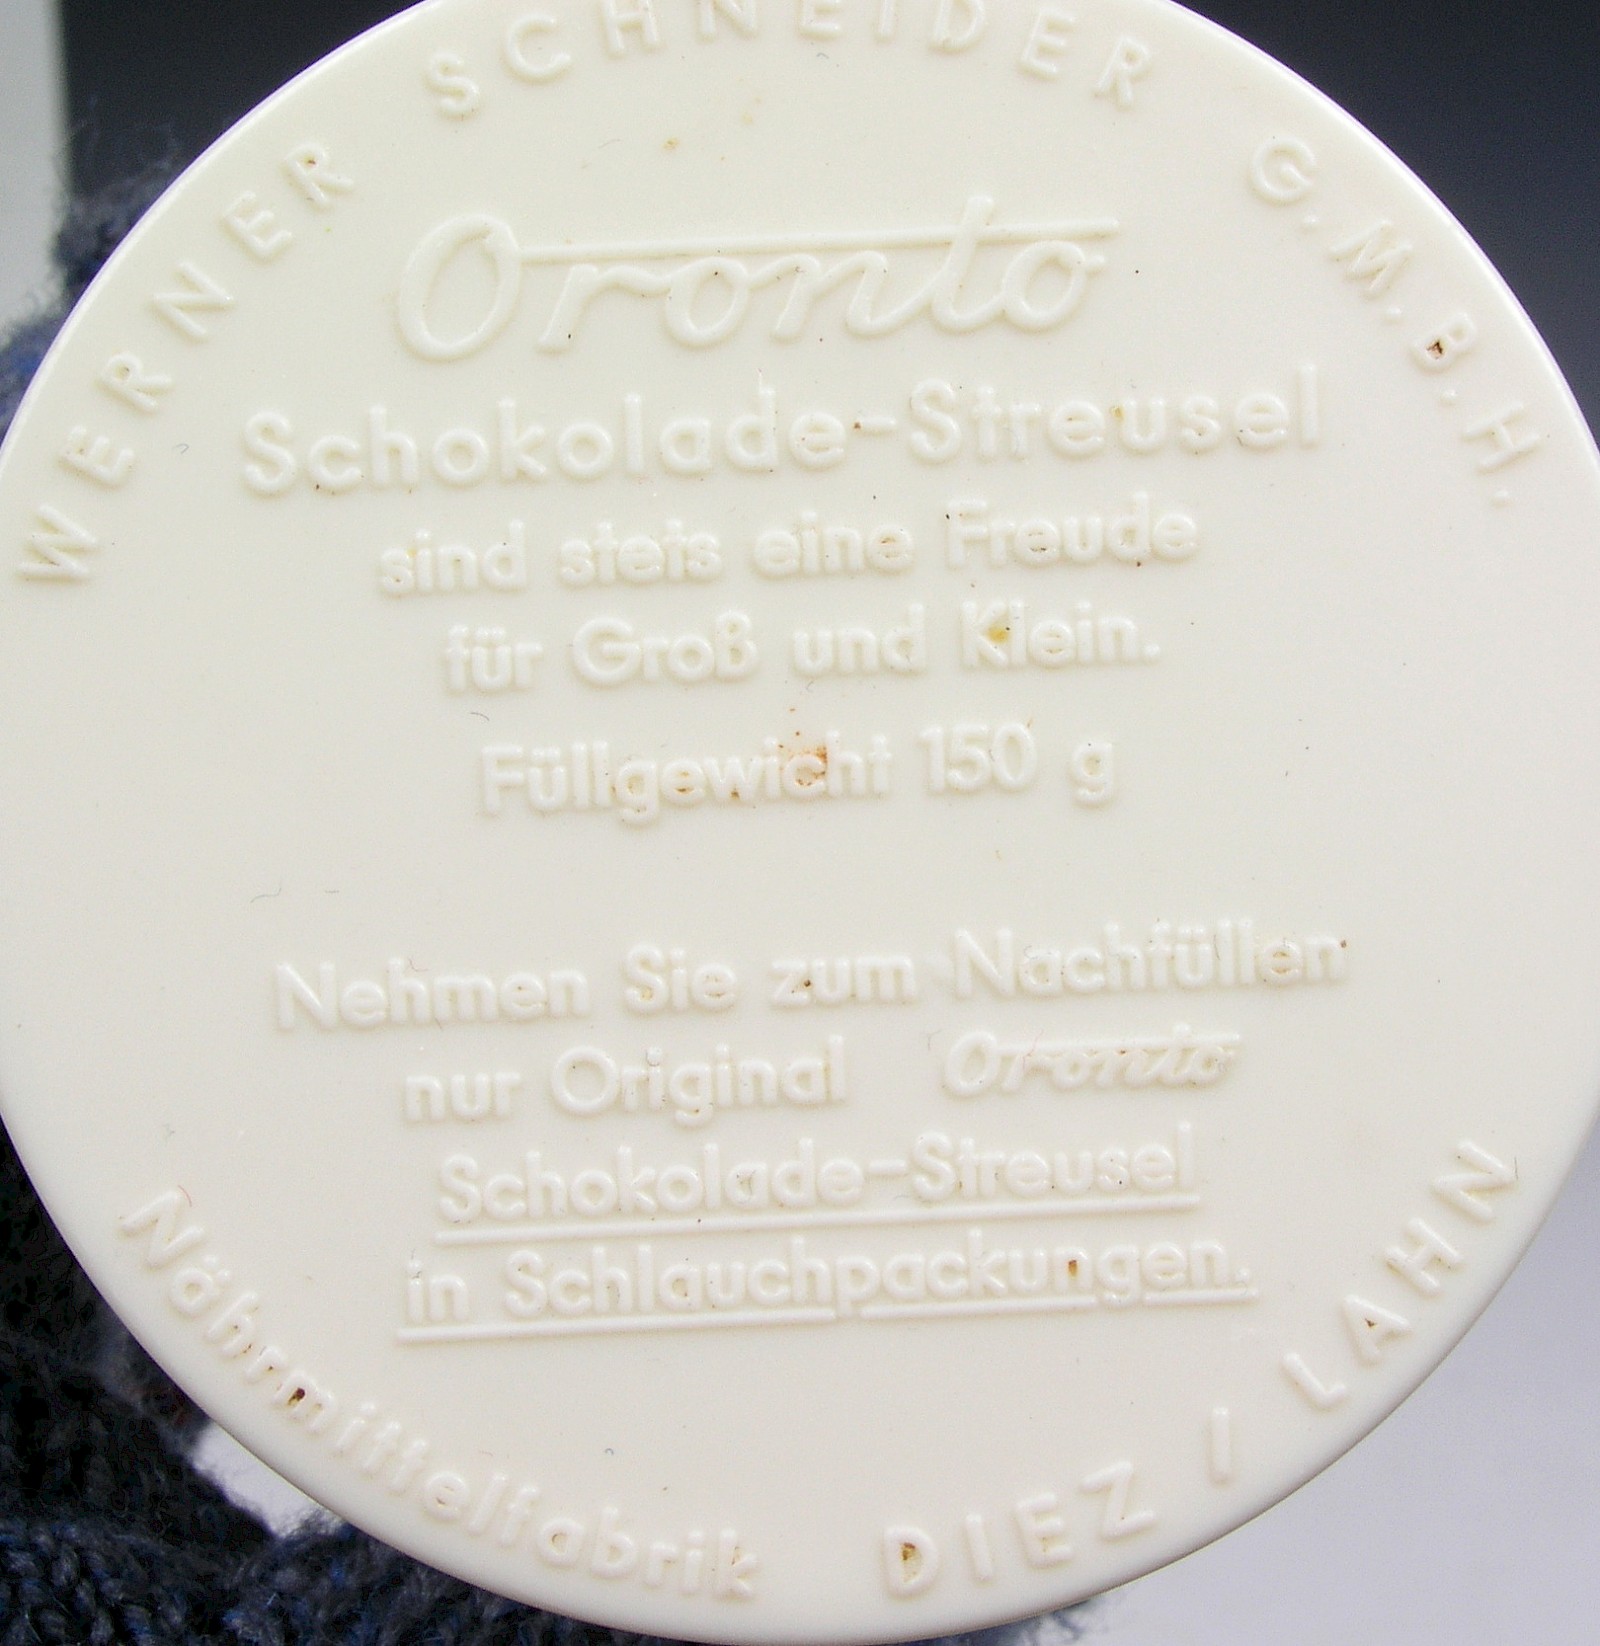 WERNER SCHNEIDER G.M.B.H.
Oronto
Schokolade-Streusel
sind stets eine Freude
für Groß und Klein.
Füllgewicht 150 g
Nehmen Sie zum Nachfüllen
nur Original Oronto
Schokolade-Streusel
in Schlauchpackungen.
Nährmittelfabrik DIEZ / LAHN